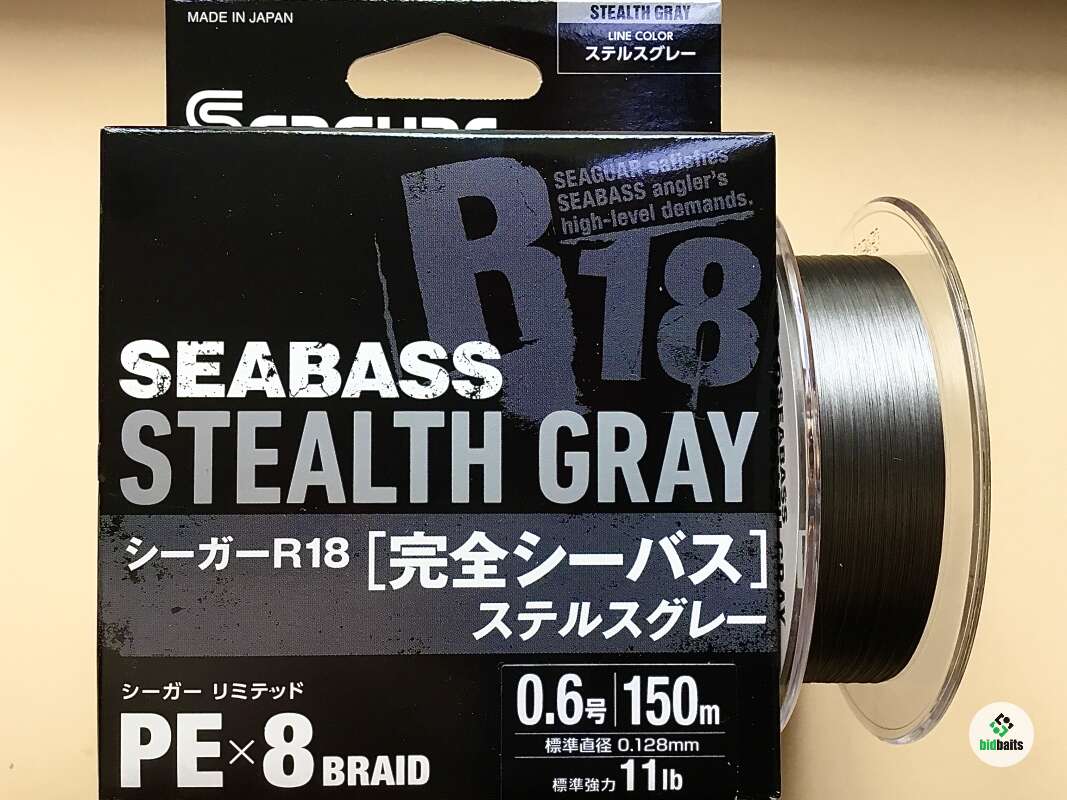 MADE IN JAPAN
STEALTH GRAY
LINE COLOR
ステルスグレー
R18
SEAGUAR satisfies
SEABASS angler's
high-level demands.
SEABASS
STEALTH GRAY
シーガーR18 [完全シーバス]
ステルスグレー
シーガー リミテッド
PE×8 BRAID
0.6号 150m
標準直径 0.128mm
標準強力 11lb
bidbaits